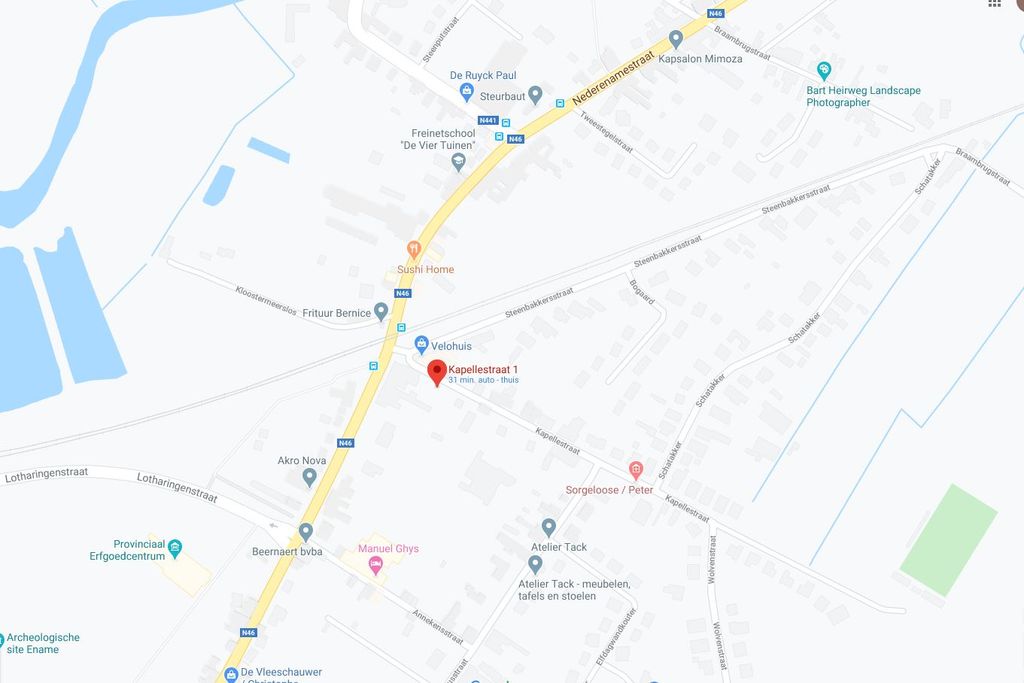 N46
Steenputstraat
Braambrugstraat
Kapsalon Mimoza
Nederenamestraat
De Ruyck Paul
Steurbaut
Bart Heirweg Landscape
Photographer
N441
N46
Tweestegelstraat
Freinetschool
"De Vier Tuinen"
Braambrugstraat
Schatakker
Steenbakkersstraat
Steenbakkersstraat
Sushi Home
Bogaard
N46
Kloostermeerslos
Steenbakkersstraat
Frituur Bernice
Schatakker
Velohuis
Kapellestraat 1
31 min. auto - thuis
Schatakker
N46
Kapellestraat
Schatakker
Akro Nova
Lotharingenstraat
Lotharingenstraat
Sorgeloose / Peter
Kapellestraat
Provinciaal
Erfgoedcentrum
Beernaert bvba
Manuel Ghys
Atelier Tack
Wolvenstraat
Atelier Tack - meubelen,
tafels en stoelen
Annekensstraat
Elfdagwandkouter
Wolvenstraat
N46
Archeologische
site Ename
De Vleeschauwer
/ Christophe